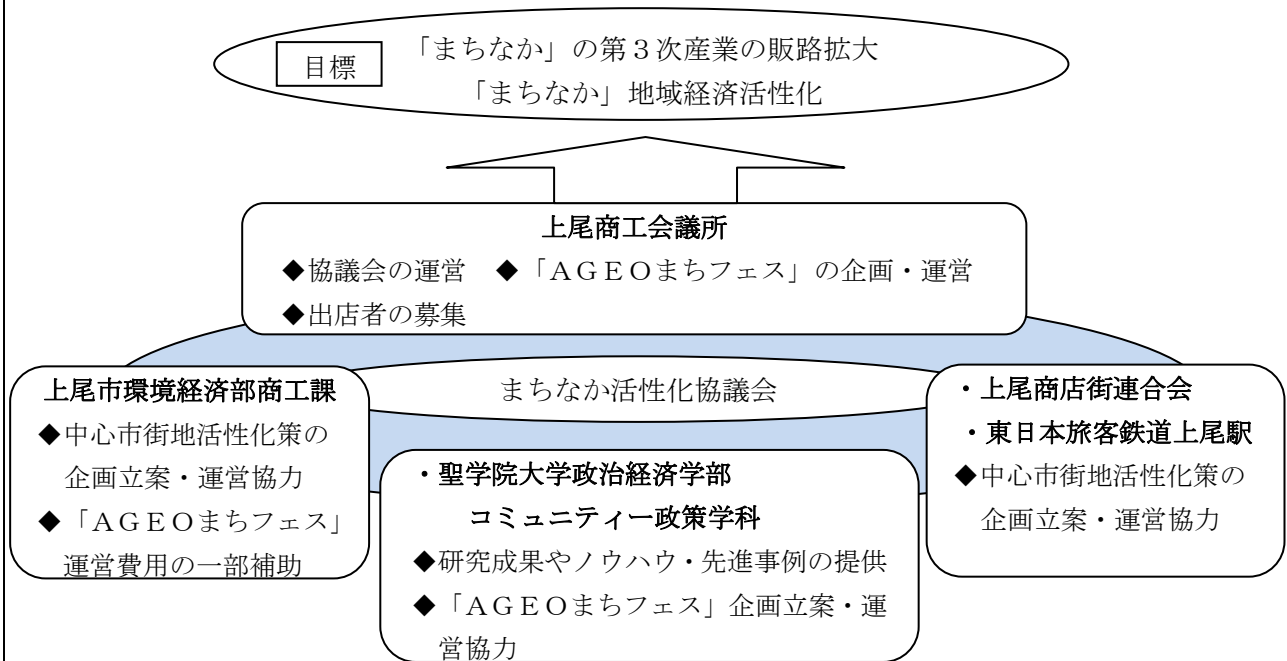 目標
「まちなか」の第３次産業の販路拡大
「まちなか」地域経済活性化
上尾商工会議所
◆協議会の運営　◆「ＡＧＥＯまちフェス」の企画・運営
◆出店者の募集
まちなか活性化協議会
上尾市環境経済部商工課
◆中心市街地活性化策の
企画立案・運営協力
◆「ＡＧＥＯまちフェス」
運営費用の一部補助
・聖学院大学政治経済学部
コミュニティー政策学科
◆研究成果やノウハウ・先進事例の提供
◆「ＡＧＥＯまちフェス」企画立案・運
営協力
・上尾商店街連合会
・東日本旅客鉄道上尾駅
◆中心市街地活性化策の
企画立案・運営協力